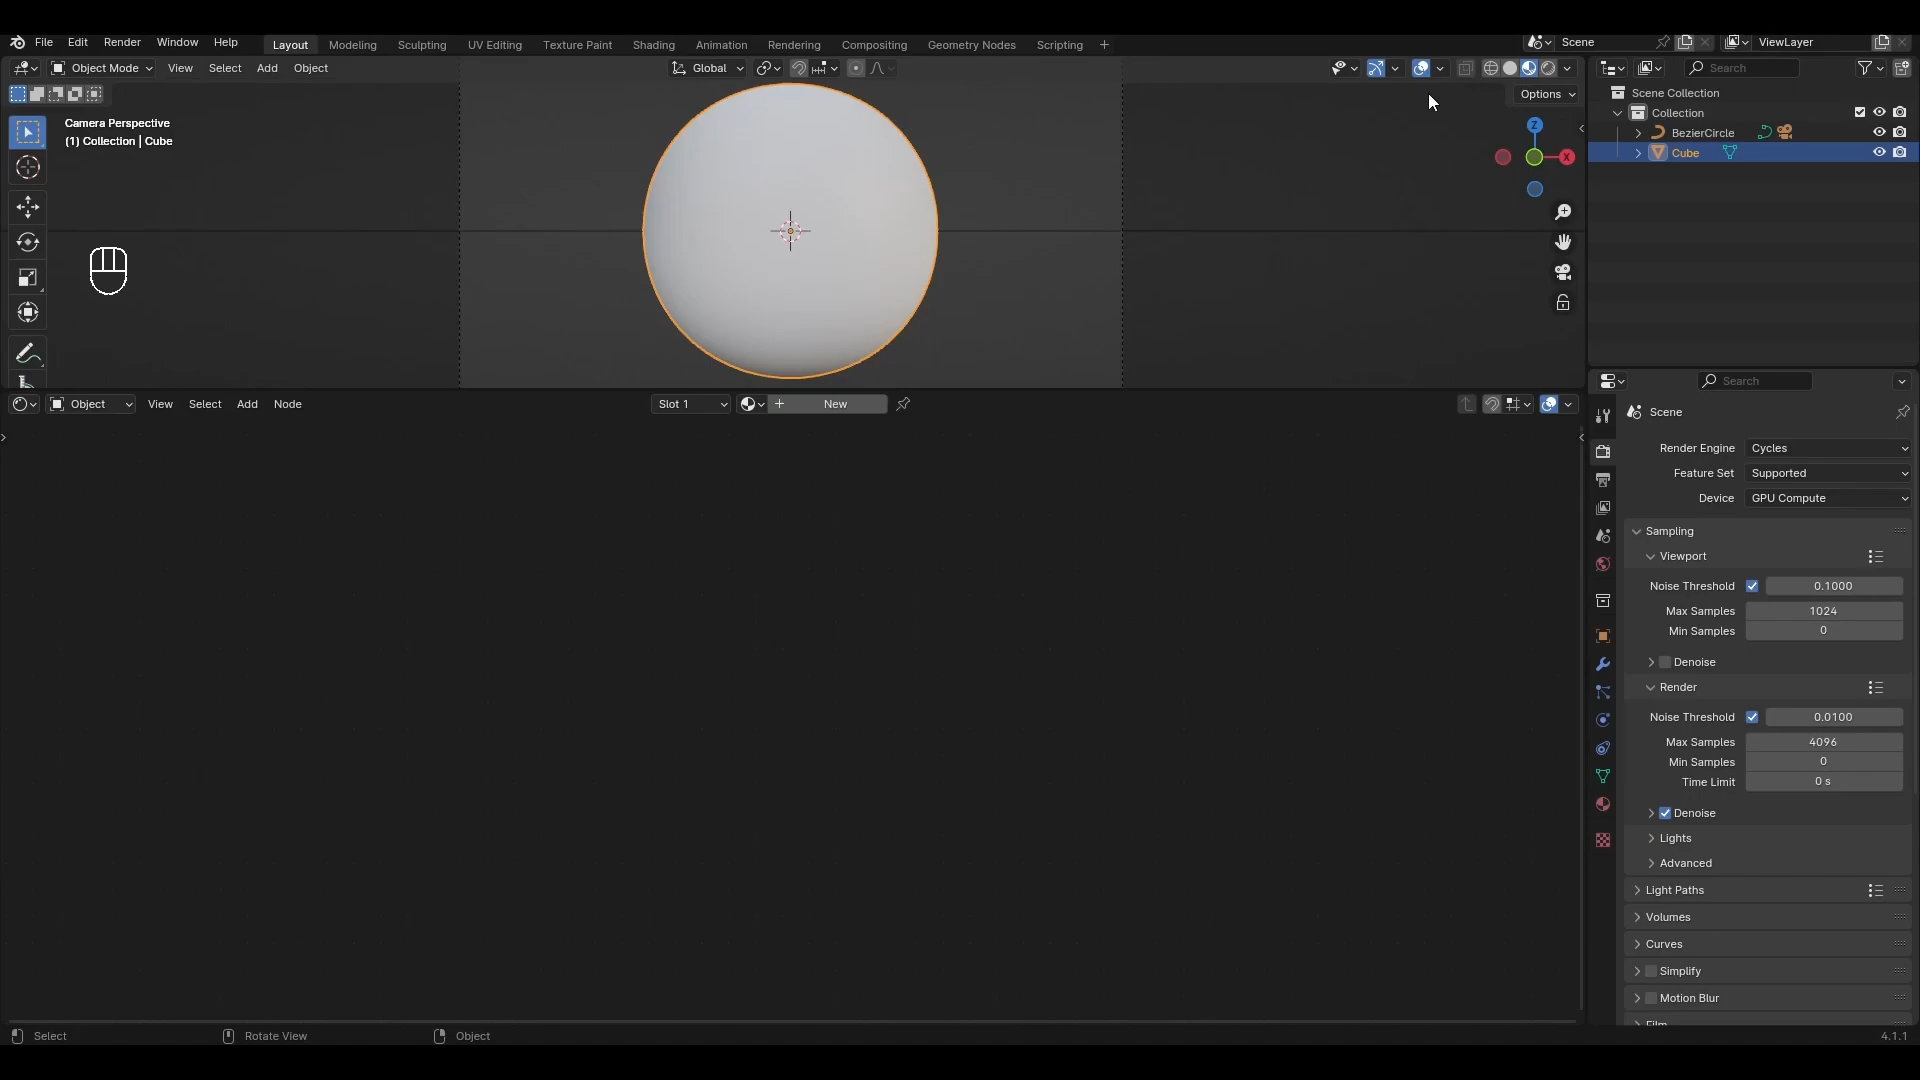 File Edit Render Window Help Layout Modeling Sculpting UV Editing Texture Paint Shading Animation Rendering Compositing Geometry Nodes Scripting + Scene ViewLayer
Object Mode View Select Add Object Global Search
Options
Scene Collection
Collection
BezierCircle
Cube
Camera Perspective
(1) Collection | Cube
Z
X
Object View Select Add Node Slot 1 + New
Search
Scene
Render Engine Cycles
Feature Set Supported
Device GPU Compute
Sampling
Viewport
Noise Threshold 0.1000
Max Samples 1024
Min Samples 0
Denoise
Render
Noise Threshold 0.0100
Max Samples 4096
Min Samples 0
Time Limit 0 s
Denoise
Lights
Advanced
Light Paths
Volumes
Curves
Simplify
Motion Blur
Film
Select Rotate View Object 4.1.1